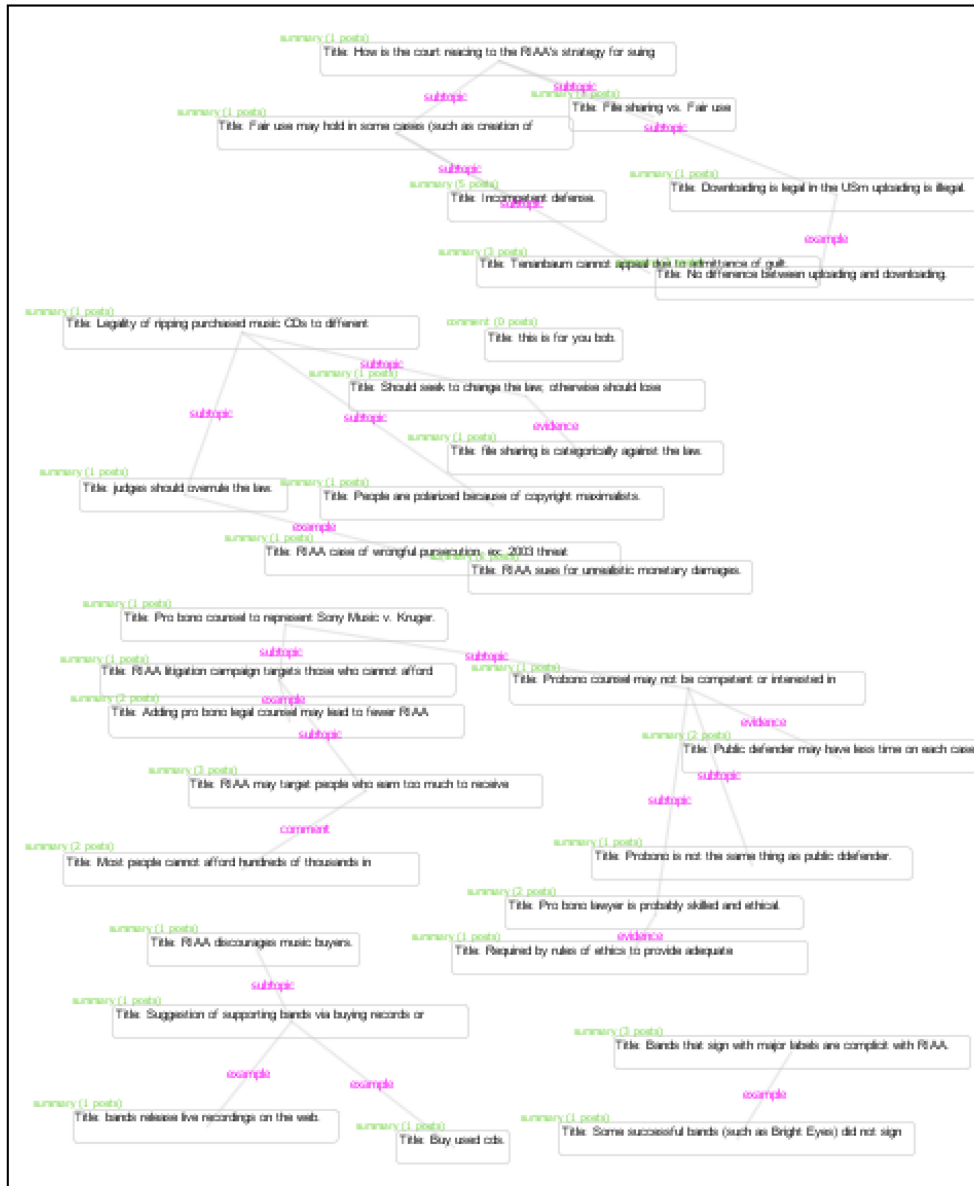 summary (1 posts)
Title: How is the court reacing to the RIAA's strategy for suing
subtopic
subtopic
summary posts)
Title: File sharing vs. Fair use
summary (1 posts)
Title: Fair use may hold in some cases (such as creation of
subtopic
subtopic
summary (1 posts)
Title: Downloading is legal in the USm uploading is illegal.
summary (5 posts)
Title: Incompetent defense.
subtopic
example
summary (3 posts)
Title: Tenanbaum cannot appeal due to admittance of guilt.
Title: No difference between uploading and downloading.
summary (1 posts)
Title: Legality of ripping purchased music CDs to different
comment (0 posts)
Title: this is for you bob.
subtopic
summary (1 posts)
Title: Should seek to change the law, otherwise should lose
subtopic
subtopic
evidence
summary (1 posts)
Title: file sharing is categorically against the law.
summary (1 posts)
Title: judges should overrule the law.
summary (1 posts)
Title: People are polarized because of copyright maximalists.
example
summary (1 posts)
Title: RIAA case of wrongful pursecution, ex. 2003 threat
Title: RIAA sues for unrealistic monetary damages.
summary (1 posts)
Title: Pro bono counsel to represent Sony Music v. Kruger.
subtopic
subtopic
summary (1 posts)
Title: RIAA litigation campaign targets those who cannot afford
summary (1 posts)
Title: Probono counsel may not be competent or interested in
example
summary (2 posts)
Title: Adding pro bono legal counsel may lead to fewer RIAA
evidence
subtopic
summary (2 posts)
Title: Public defender may have less time on each case
summary (3 posts)
Title: RIAA may target people who earn too much to receive
subtopic
subtopic
comment
summary (2 posts)
Title: Most people cannot afford hundreds of thousands in
summary (1 posts)
Title: Probono is not the same thing as public ddefender.
summary (2 posts)
Title: Pro bono lawyer is probably skilled and ethical.
summary (1 posts)
Title: RIAA discourages music buyers.
evidence
summary (1 posts)
Title: Required by rules of ethics to provide adequate
subtopic
summary (1 posts)
Title: Suggestion of supporting bands via buying records or
summary (3 posts)
Title: Bands that sign with major labels are complicit with RIAA.
example
example
example
summary (1 posts)
Title: bands release live recordings on the web.
summary (1 posts)
Title: Buy used cds.
summary (1 posts)
Title: Some successful bands (such as Bright Eyes) did not sign